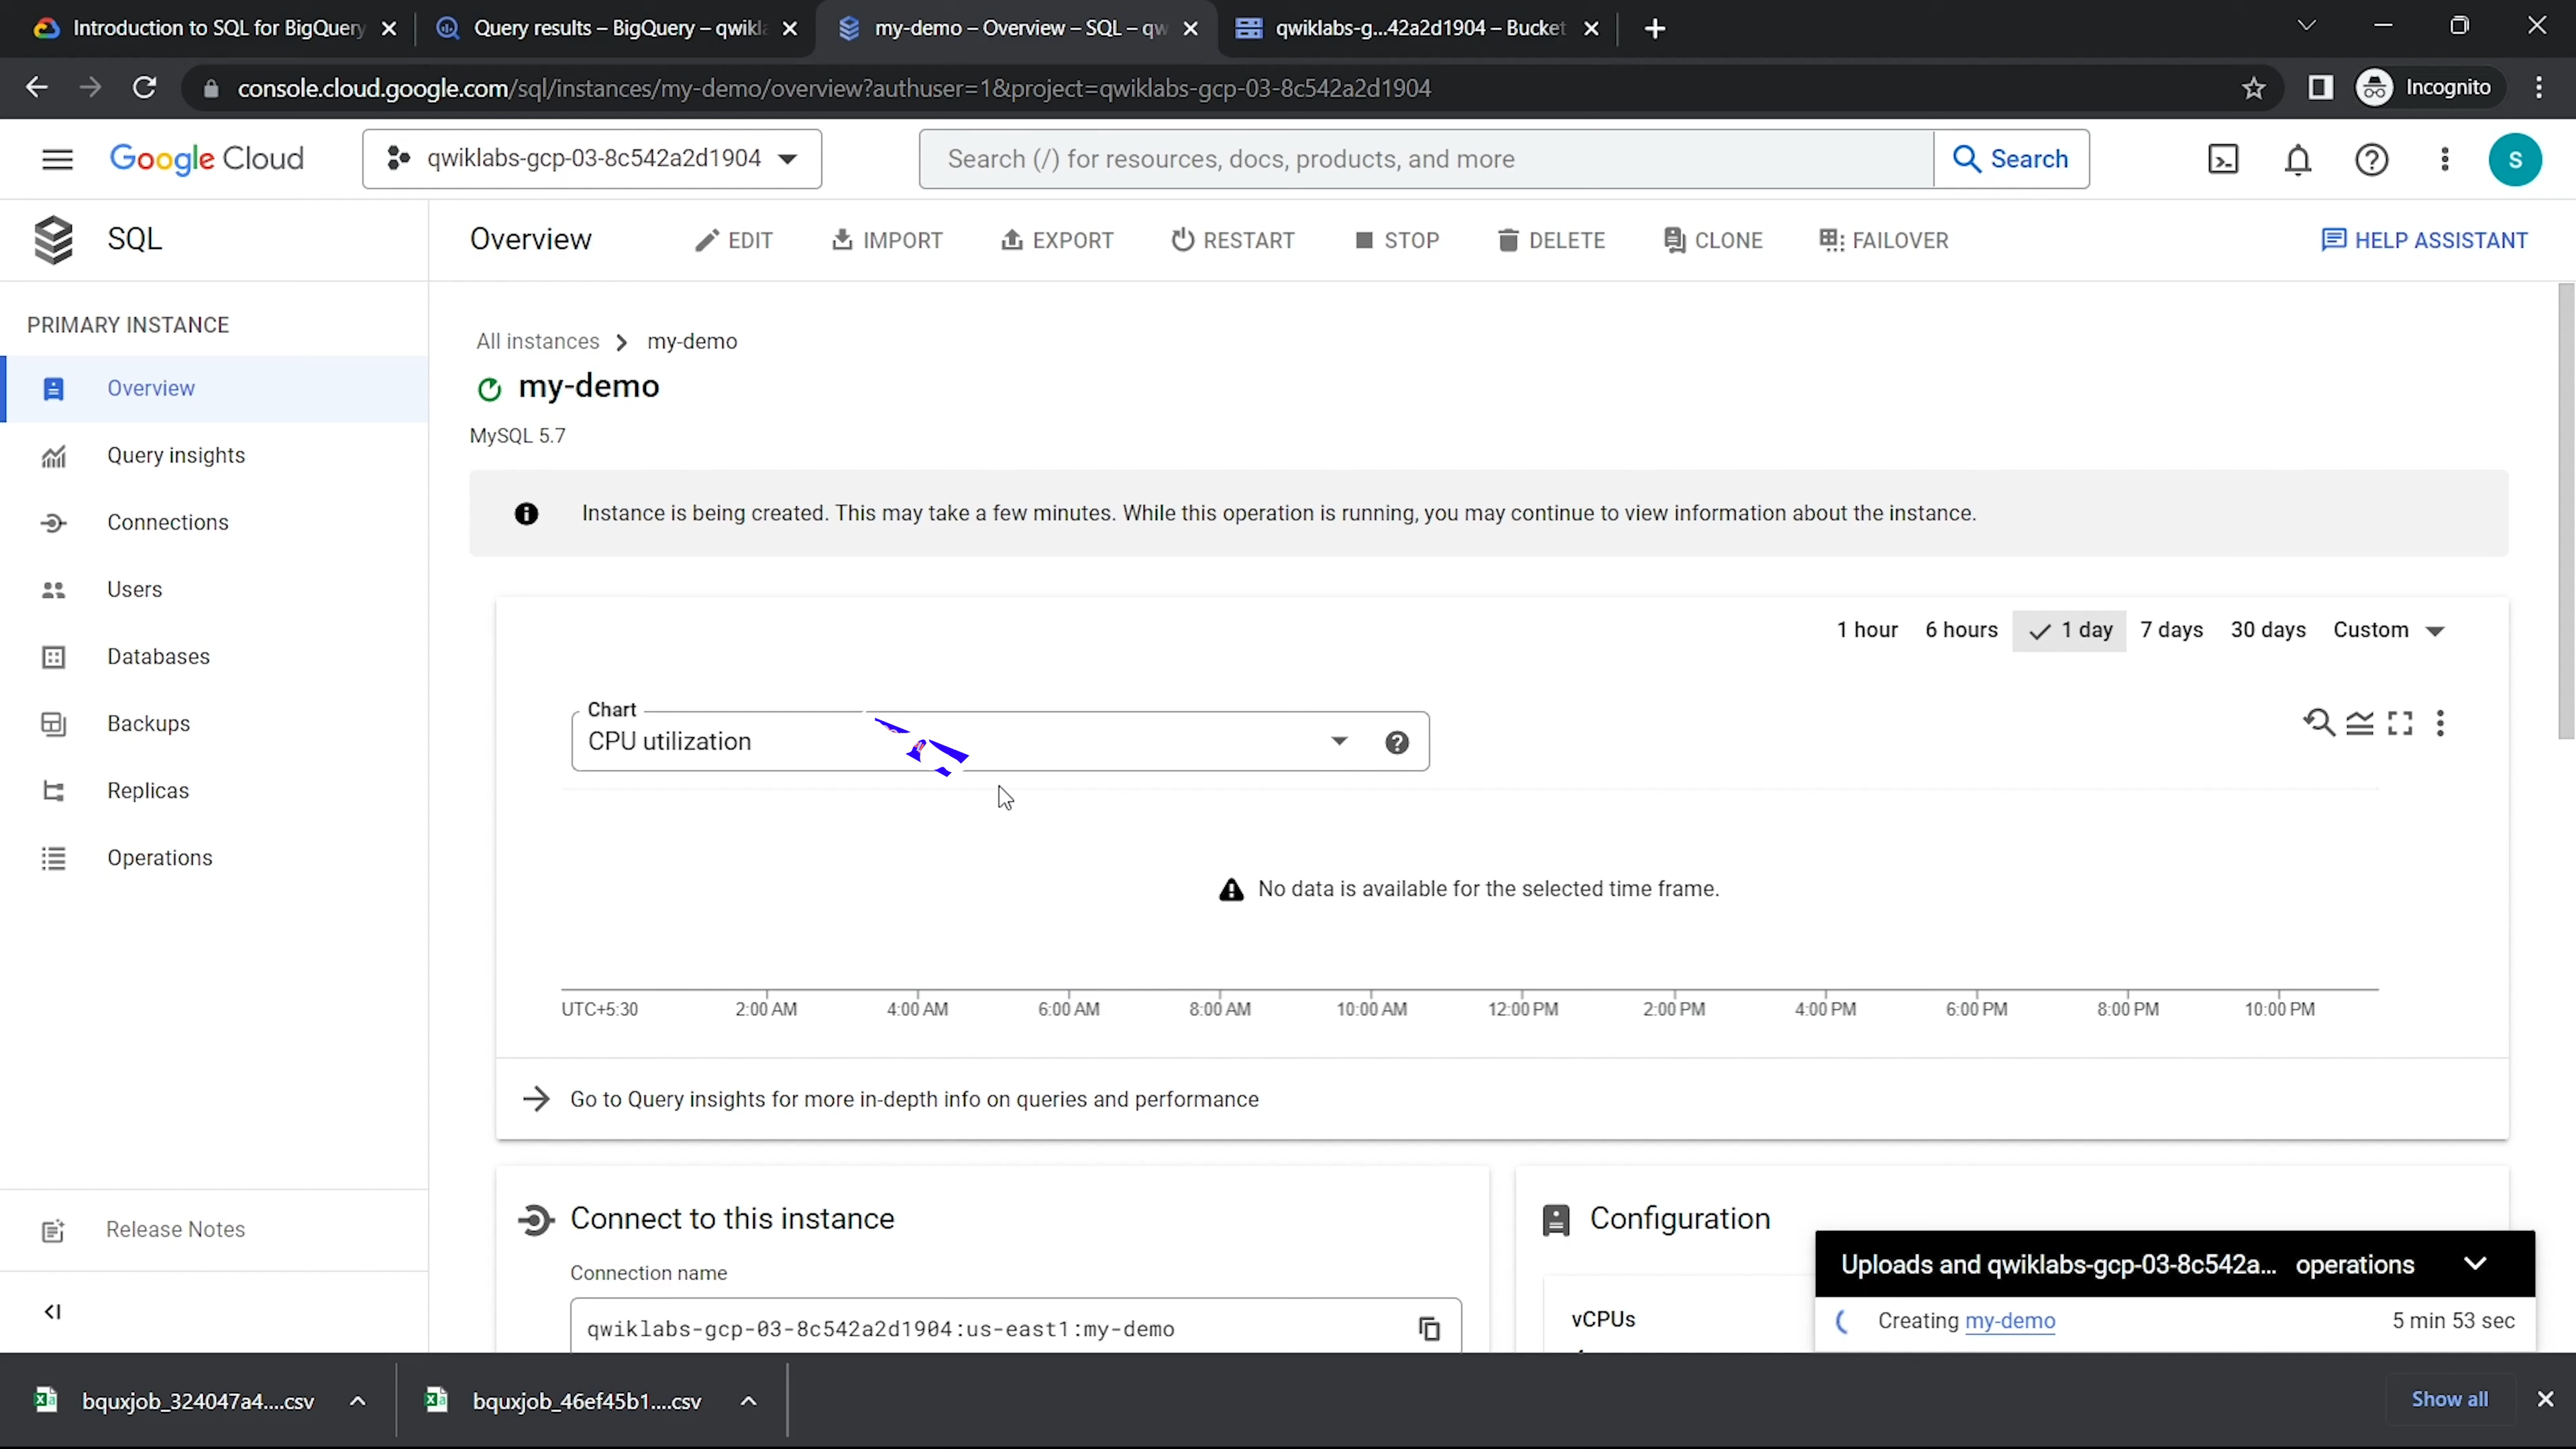 Introduction to SQL for BigQuery
Query results – BigQuery – qwikl
my-demo – Overview – SQL – qw
qwiklabs-g...42a2d1904 – Bucket
console.cloud.google.com/sql/instances/my-demo/overview?authuser=1&project=qwiklabs-gcp-03-8c542a2d1904
Incognito
Google Cloud
qwiklabs-gcp-03-8c542a2d1904
Search (/) for resources, docs, products, and more
Search
S
SQL
Overview
EDIT
IMPORT
EXPORT
RESTART
STOP
DELETE
CLONE
FAILOVER
HELP ASSISTANT
PRIMARY INSTANCE
Overview
Query insights
Connections
Users
Databases
Backups
Replicas
Operations
Release Notes
All instances > my-demo
my-demo
MySQL 5.7
Instance is being created. This may take a few minutes. While this operation is running, you may continue to view information about the instance.
1 hour
6 hours
1 day
7 days
30 days
Custom
Chart
CPU utilization
No data is available for the selected time frame.
UTC+5:30
2:00 AM
4:00 AM
6:00 AM
8:00 AM
10:00 AM
12:00 PM
2:00 PM
4:00 PM
6:00 PM
8:00 PM
10:00 PM
Go to Query insights for more in-depth info on queries and performance
Connect to this instance
Connection name
qwiklabs-gcp-03-8c542a2d1904:us-east1:my-demo
Configuration
vCPUs
Uploads and qwiklabs-gcp-03-8c542a... operations
Creating my-demo
5 min 53 sec
bquxjob_324047a4....csv
bquxjob_46ef45b1....csv
Show all